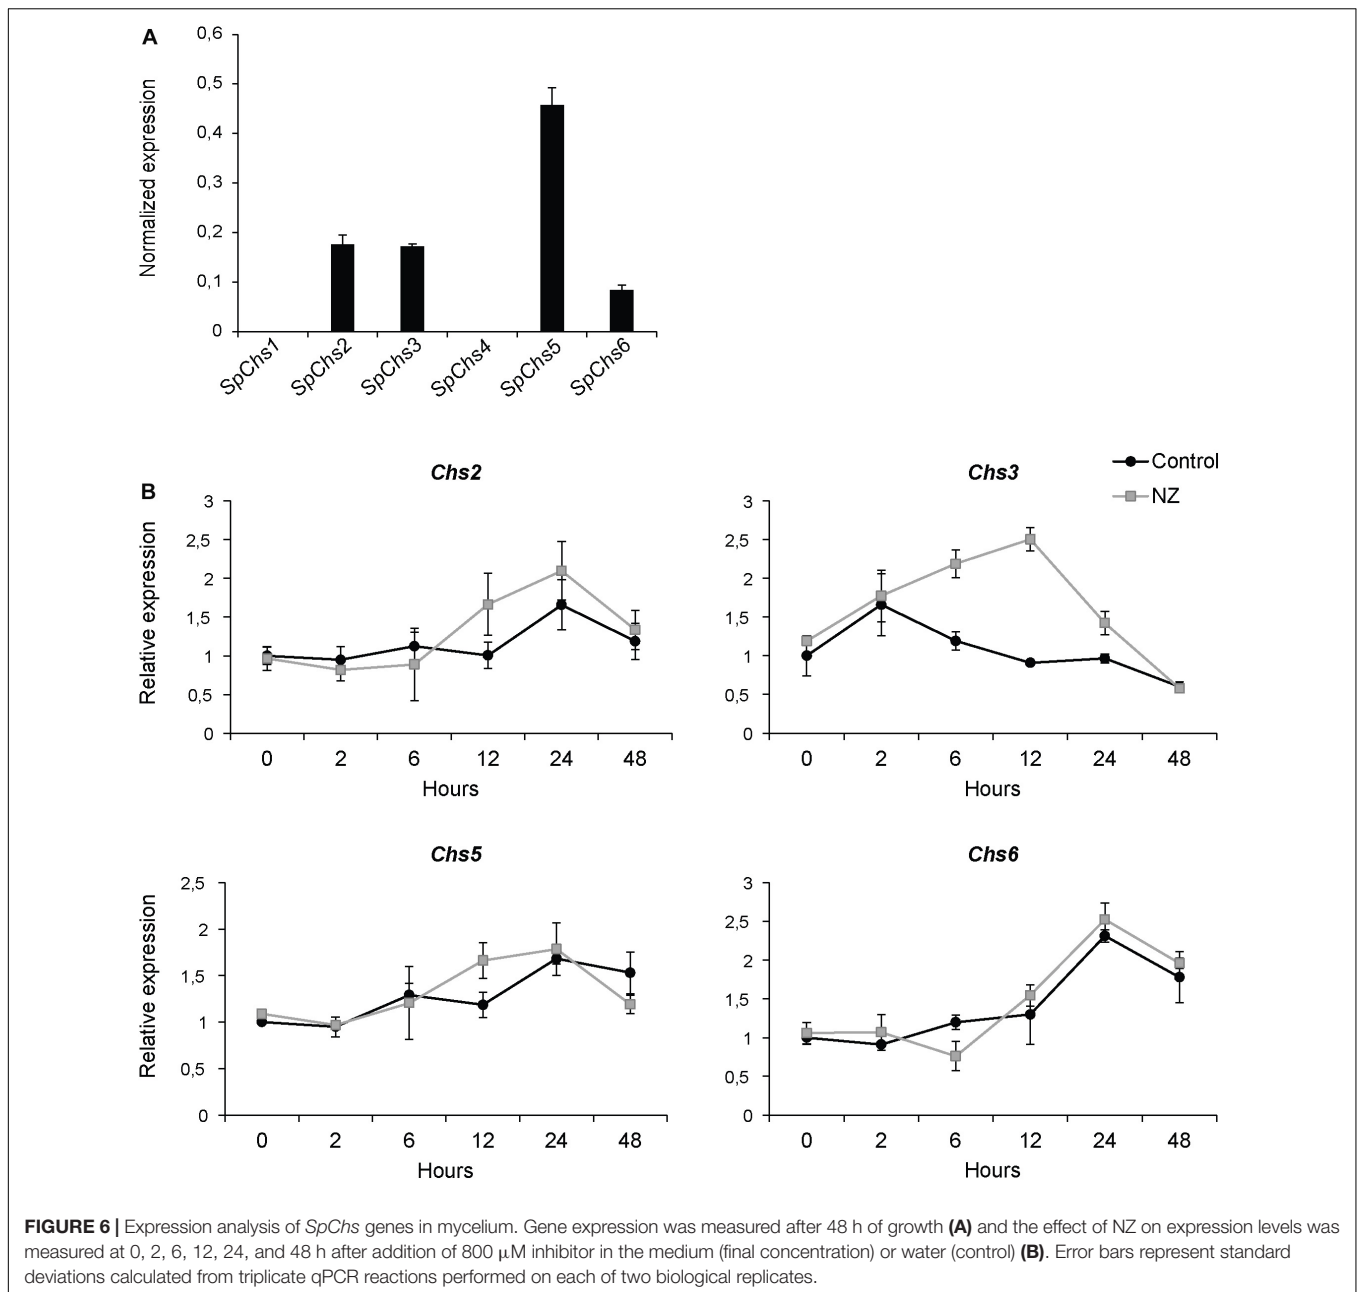 A
0,6
0,5
0,4
0,3
0,2
0,1
0
Normalized expression
SpChs1
SpChs2
SpChs3
SpChs4
SpChs5
SpChs6
B
Chs2
3
2,5
2
1,5
1
0,5
0
Relative expression
0 2 6 12 24 48
Hours
Chs3
Control
NZ
3
2,5
2
1,5
1
0,5
0
0 2 6 12 24 48
Hours
Chs5
2,5
2
1,5
1
0,5
0
Relative expression
0 2 6 12 24 48
Hours
Chs6
3
2,5
2
1,5
1
0,5
0
0 2 6 12 24 48
Hours
FIGURE 6 | Expression analysis of SpChs genes in mycelium. Gene expression was measured after 48 h of growth (A) and the effect of NZ on expression levels was
measured at 0, 2, 6, 12, 24, and 48 h after addition of 800 μM inhibitor in the medium (final concentration) or water (control) (B). Error bars represent standard
deviations calculated from triplicate qPCR reactions performed on each of two biological replicates.